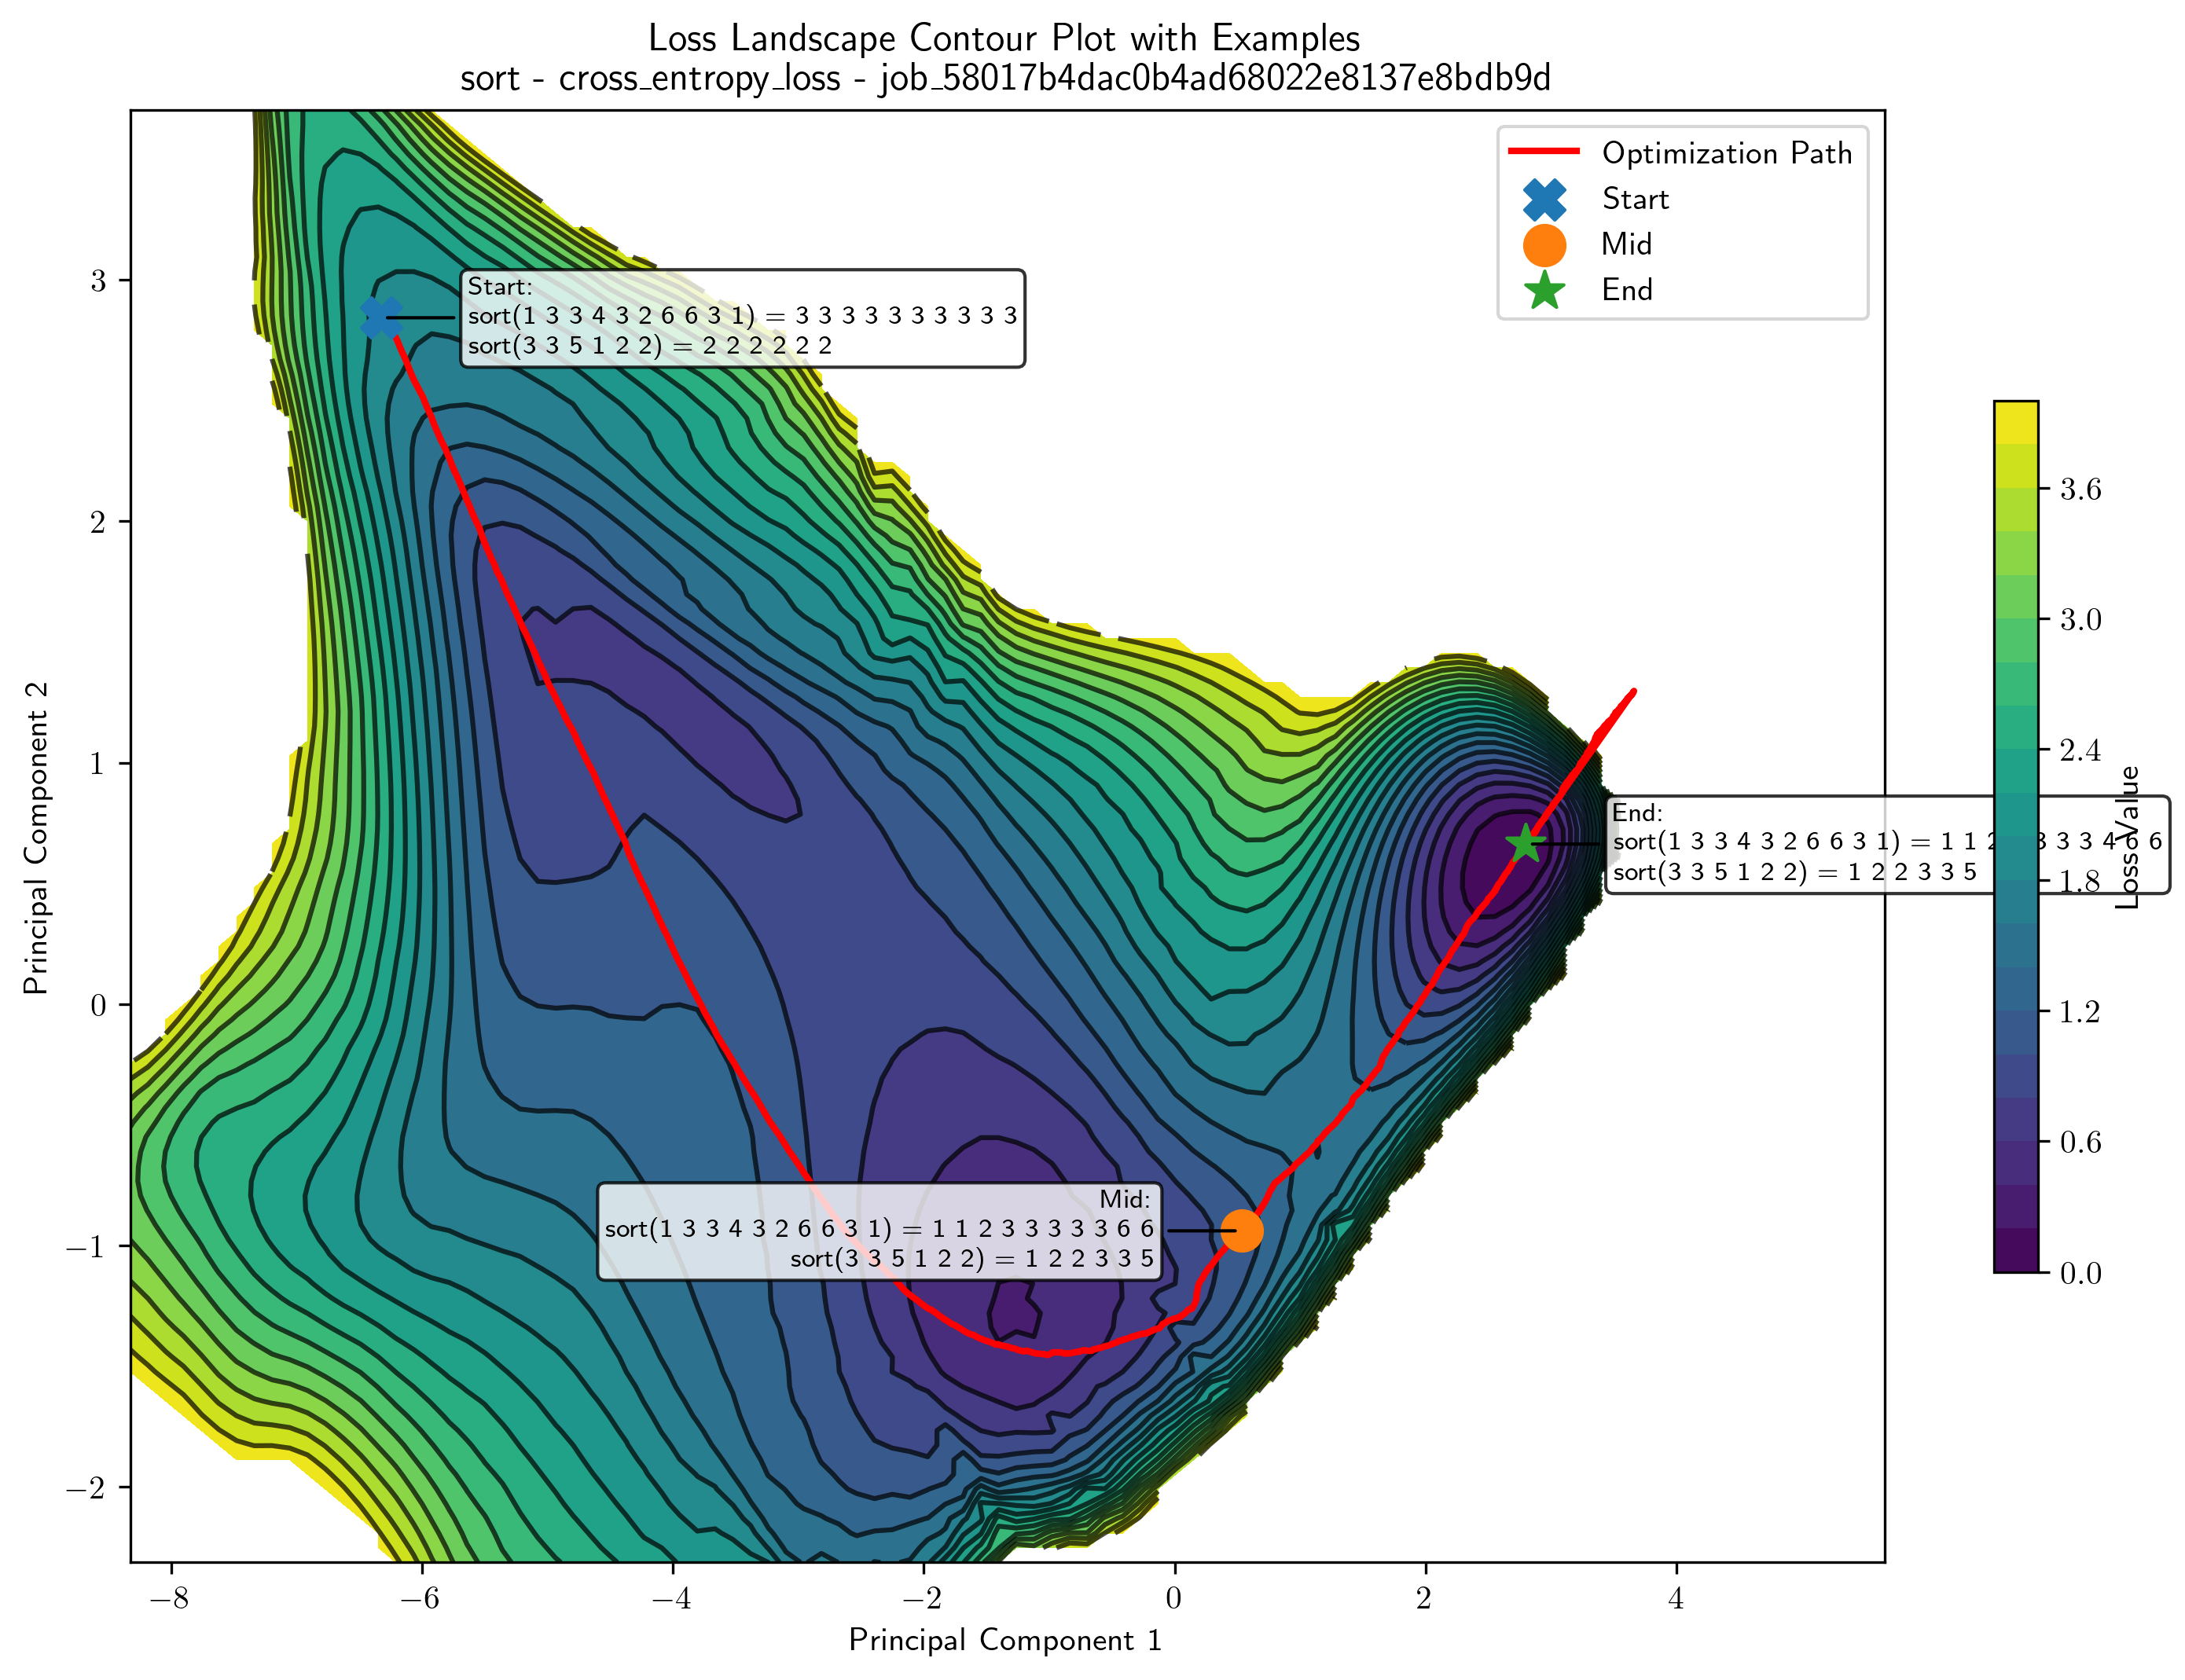 Loss Landscape Contour Plot with Examples
sort - cross_entropy_loss - job_58017b4dac0b4ad68022e8137e8bdb9d
Optimization Path
Start
Mid
End
Start:
sort(1 3 3 4 3 2 6 6 3 1) = 3 3 3 3 3 3 3 3 3 3
sort(3 3 5 1 2 2) = 2 2 2 2 2 2
End:
sort(1 3 3 4 3 2 6 6 3 1) = 1 1 2 3 3 3 4 6 6
sort(3 3 5 1 2 2) = 1 2 2 3 3 5
Mid:
sort(1 3 3 4 3 2 6 6 3 1) = 1 1 2 3 3 3 3 3 6 6
sort(3 3 5 1 2 2) = 1 2 2 3 3 5
3
2
1
0
−1
−2
Principal Component 2
−8
−6
−4
−2
0
2
4
Principal Component 1
3.6
3.0
2.4
1.8
1.2
0.6
0.0
Loss Value